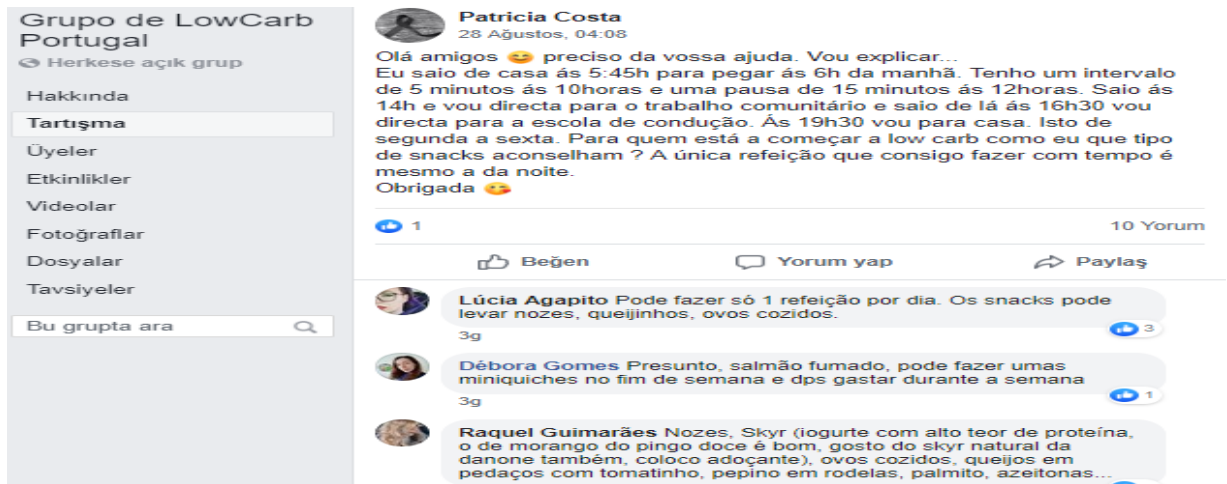 Grupo de LowCarb
Portugal
Herkese açık grup
Hakkında
Tartışma
Üyeler
Etkinlikler
Videolar
Fotoğraflar
Dosyalar
Tavsiyeler
Bu grupta ara
Patricia Costa
28 Ağustos, 04:08
Olá amigos 😊 preciso da vossa ajuda. Vou explicar...
Eu saio de casa ás 5:45h para pegar ás 6h da manhã. Tenho um intervalo
de 5 minutos ás 10horas e uma pausa de 15 minutos ás 12horas. Saio ás
14h e vou directa para o trabalho comunitário e saio de lá ás 16h30 vou
directa para a escola de condução. Ás 19h30 vou para casa. Isto de
segunda a sexta. Para quem está a começar a low carb como eu que tipo
de snacks aconselham ? A única refeição que consigo fazer com tempo é
mesmo a da noite.
Obrigada 😘
1
10 Yorum
Beğen
Yorum yap
Paylaş
Lúcia Agapito Pode fazer só 1 refeição por dia. Os snacks pode
levar nozes, queijinhos, ovos cozidos.
3
3g
Débora Gomes Presunto, salmão fumado, pode fazer umas
miniquiches no fim de semana e dps gastar durante a semana
1
3g
Raquel Guimarães Nozes, Skyr (iogurte com alto teor de proteína,
o de morango do pingo doce é bom, gosto do skyr natural da
danone também, coloco adoçante), ovos cozidos, queijos em
pedaços com tomatinho, pepino em rodelas, palmito, azeitonas...